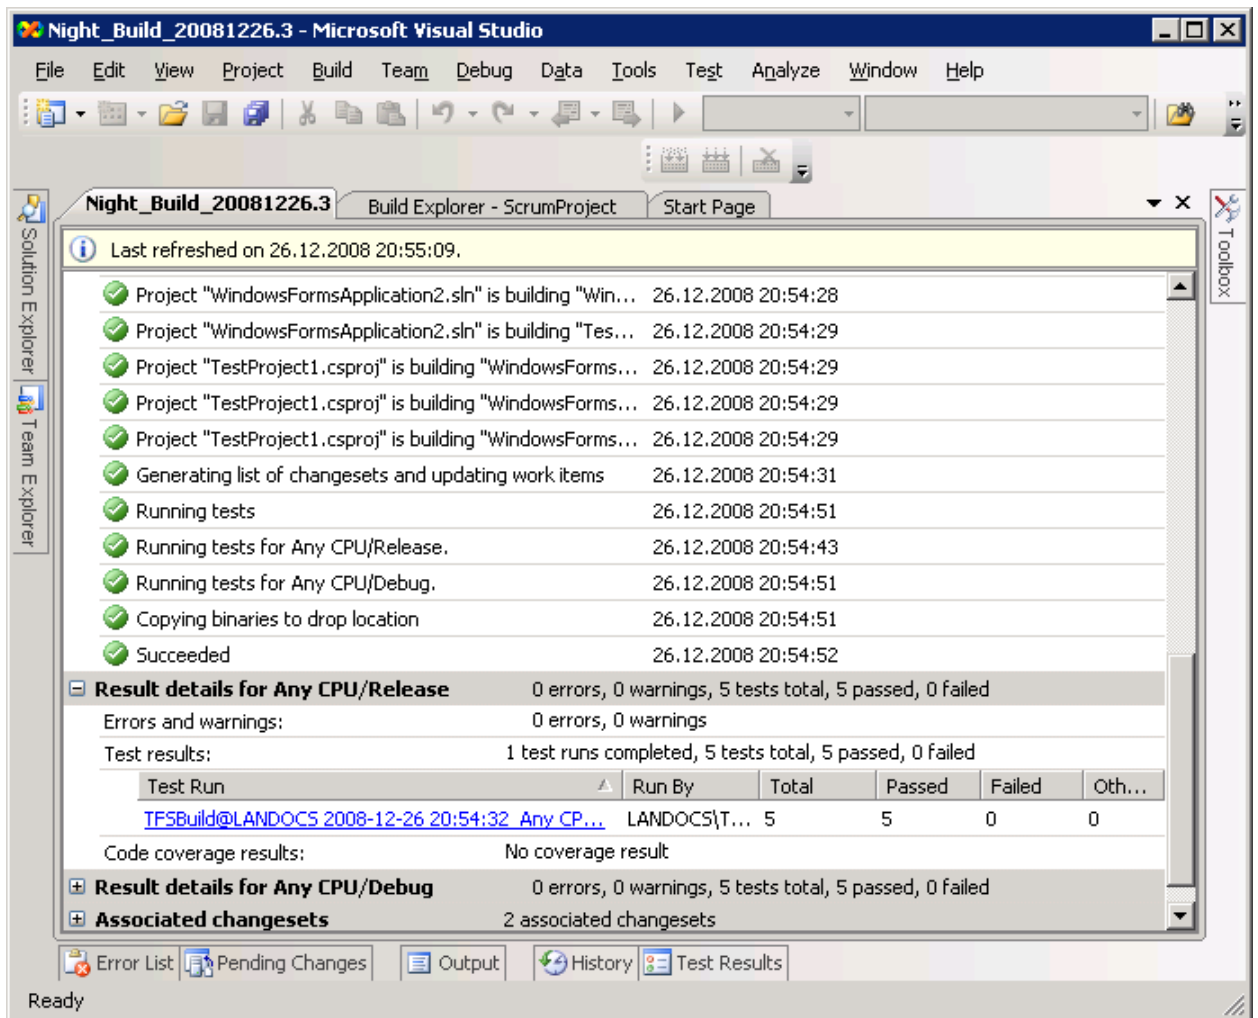 Night_Build_20081226.3 - Microsoft Visual Studio
File Edit View Project Build Team Debug Data Tools Test Analyze Window Help
Night_Build_20081226.3 Build Explorer - ScrumProject Start Page
Solution Explorer
Team Explorer
Toolbox
Last refreshed on 26.12.2008 20:55:09.
Project "WindowsFormsApplication2.sln" is building "Win... 26.12.2008 20:54:28
Project "WindowsFormsApplication2.sln" is building "Tes... 26.12.2008 20:54:29
Project "TestProject1.csproj" is building "WindowsForms... 26.12.2008 20:54:29
Project "TestProject1.csproj" is building "WindowsForms... 26.12.2008 20:54:29
Project "TestProject1.csproj" is building "WindowsForms... 26.12.2008 20:54:29
Generating list of changesets and updating work items 26.12.2008 20:54:31
Running tests 26.12.2008 20:54:51
Running tests for Any CPU/Release. 26.12.2008 20:54:43
Running tests for Any CPU/Debug. 26.12.2008 20:54:51
Copying binaries to drop location 26.12.2008 20:54:51
Succeeded 26.12.2008 20:54:52
Result details for Any CPU/Release 0 errors, 0 warnings, 5 tests total, 5 passed, 0 failed
Errors and warnings: 0 errors, 0 warnings
Test results: 1 test runs completed, 5 tests total, 5 passed, 0 failed
Test Run Run By Total Passed Failed Oth...
TFSBuild@LANDOCS 2008-12-26 20:54:32_Any CP... LANDOCS\T... 5 5 0 0
Code coverage results: No coverage result
Result details for Any CPU/Debug 0 errors, 0 warnings, 5 tests total, 5 passed, 0 failed
Associated changesets 2 associated changesets
Error List Pending Changes Output History Test Results
Ready